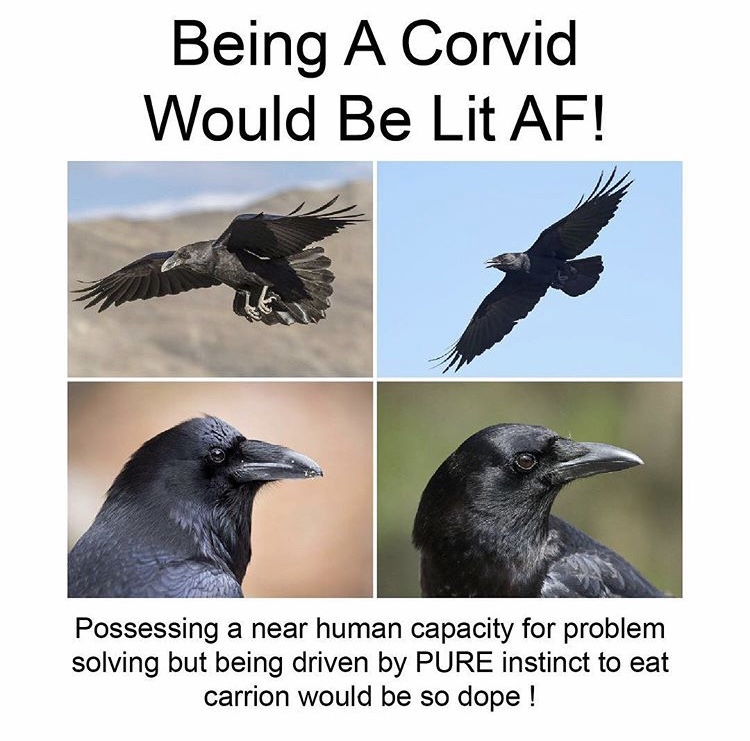 Being A Corvid
Would Be Lit AF!
Possessing a near human capacity for problem
solving but being driven by PURE instinct to eat
carrion would be so dope !